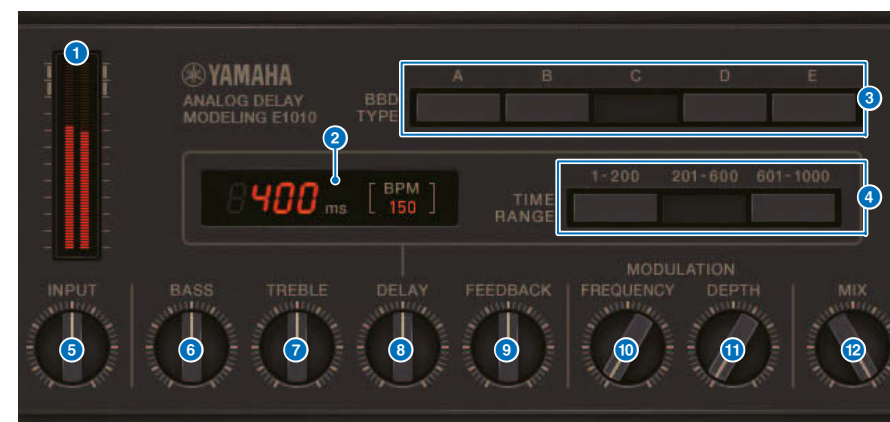 1
YAMAHA
ANALOG DELAY
MODELING E1010
BBD
TYPE
A B C D E
3
2
400 ms [ BPM 150 ]
TIME
RANGE
1-200 201-600 601-1000
4
MODULATION
INPUT BASS TREBLE DELAY FEEDBACK FREQUENCY DEPTH MIX
5 6 7 8 9 10 11 12